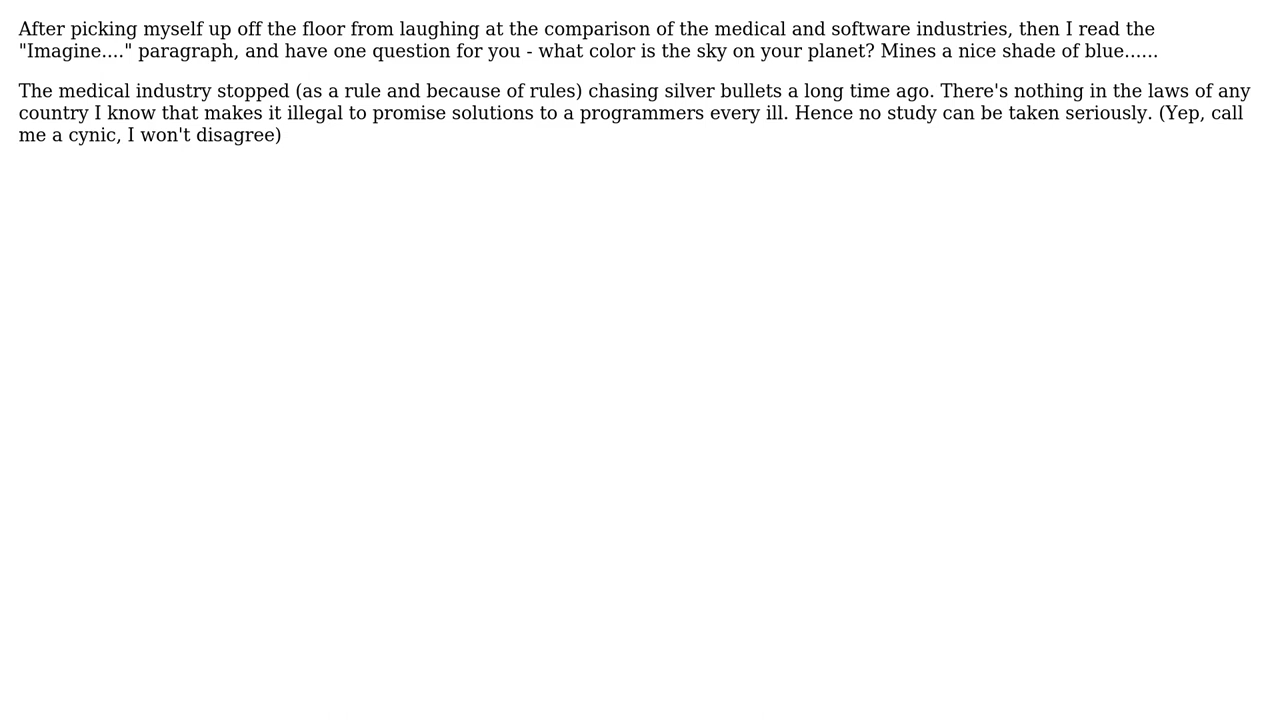 After picking myself up off the floor from laughing at the comparison of the medical and software industries, then I read the
"Imagine...." paragraph, and have one question for you - what color is the sky on your planet? Mines a nice shade of blue......
The medical industry stopped (as a rule and because of rules) chasing silver bullets a long time ago. There's nothing in the laws of any
country I know that makes it illegal to promise solutions to a programmers every ill. Hence no study can be taken seriously. (Yep, call
me a cynic, I won't disagree)